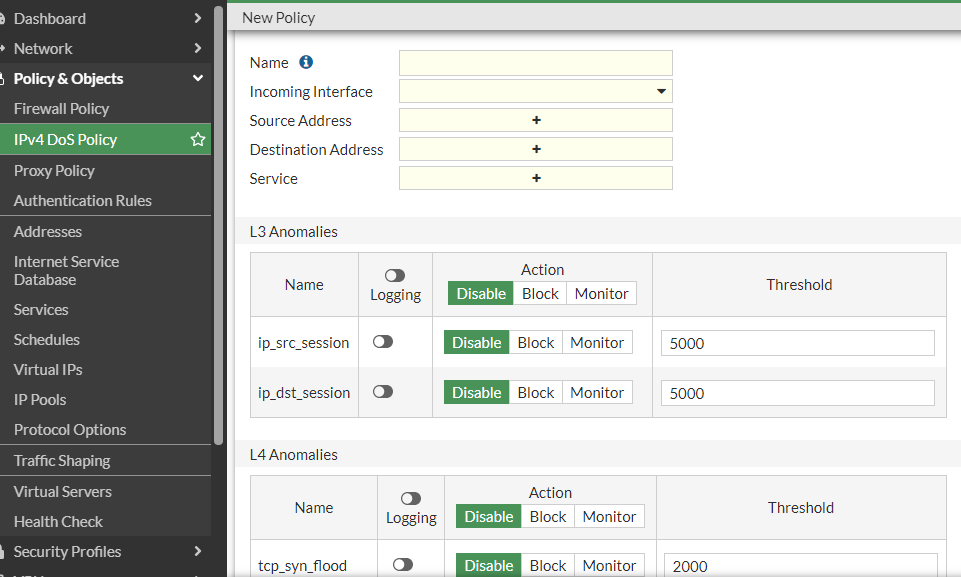 Dashboard
Network
Policy & Objects
Firewall Policy
IPv4 DoS Policy
Proxy Policy
Authentication Rules
Addresses
Internet Service
Database
Services
Schedules
Virtual IPs
IP Pools
Protocol Options
Traffic Shaping
Virtual Servers
Health Check
Security Profiles
New Policy
Name
Incoming Interface
Source Address +
Destination Address +
Service +
L3 Anomalies
Name Logging Action Threshold
Disable Block Monitor
ip_src_session Disable Block Monitor 5000
ip_dst_session Disable Block Monitor 5000
L4 Anomalies
Name Logging Action Threshold
Disable Block Monitor
tcp_syn_flood Disable Block Monitor 2000